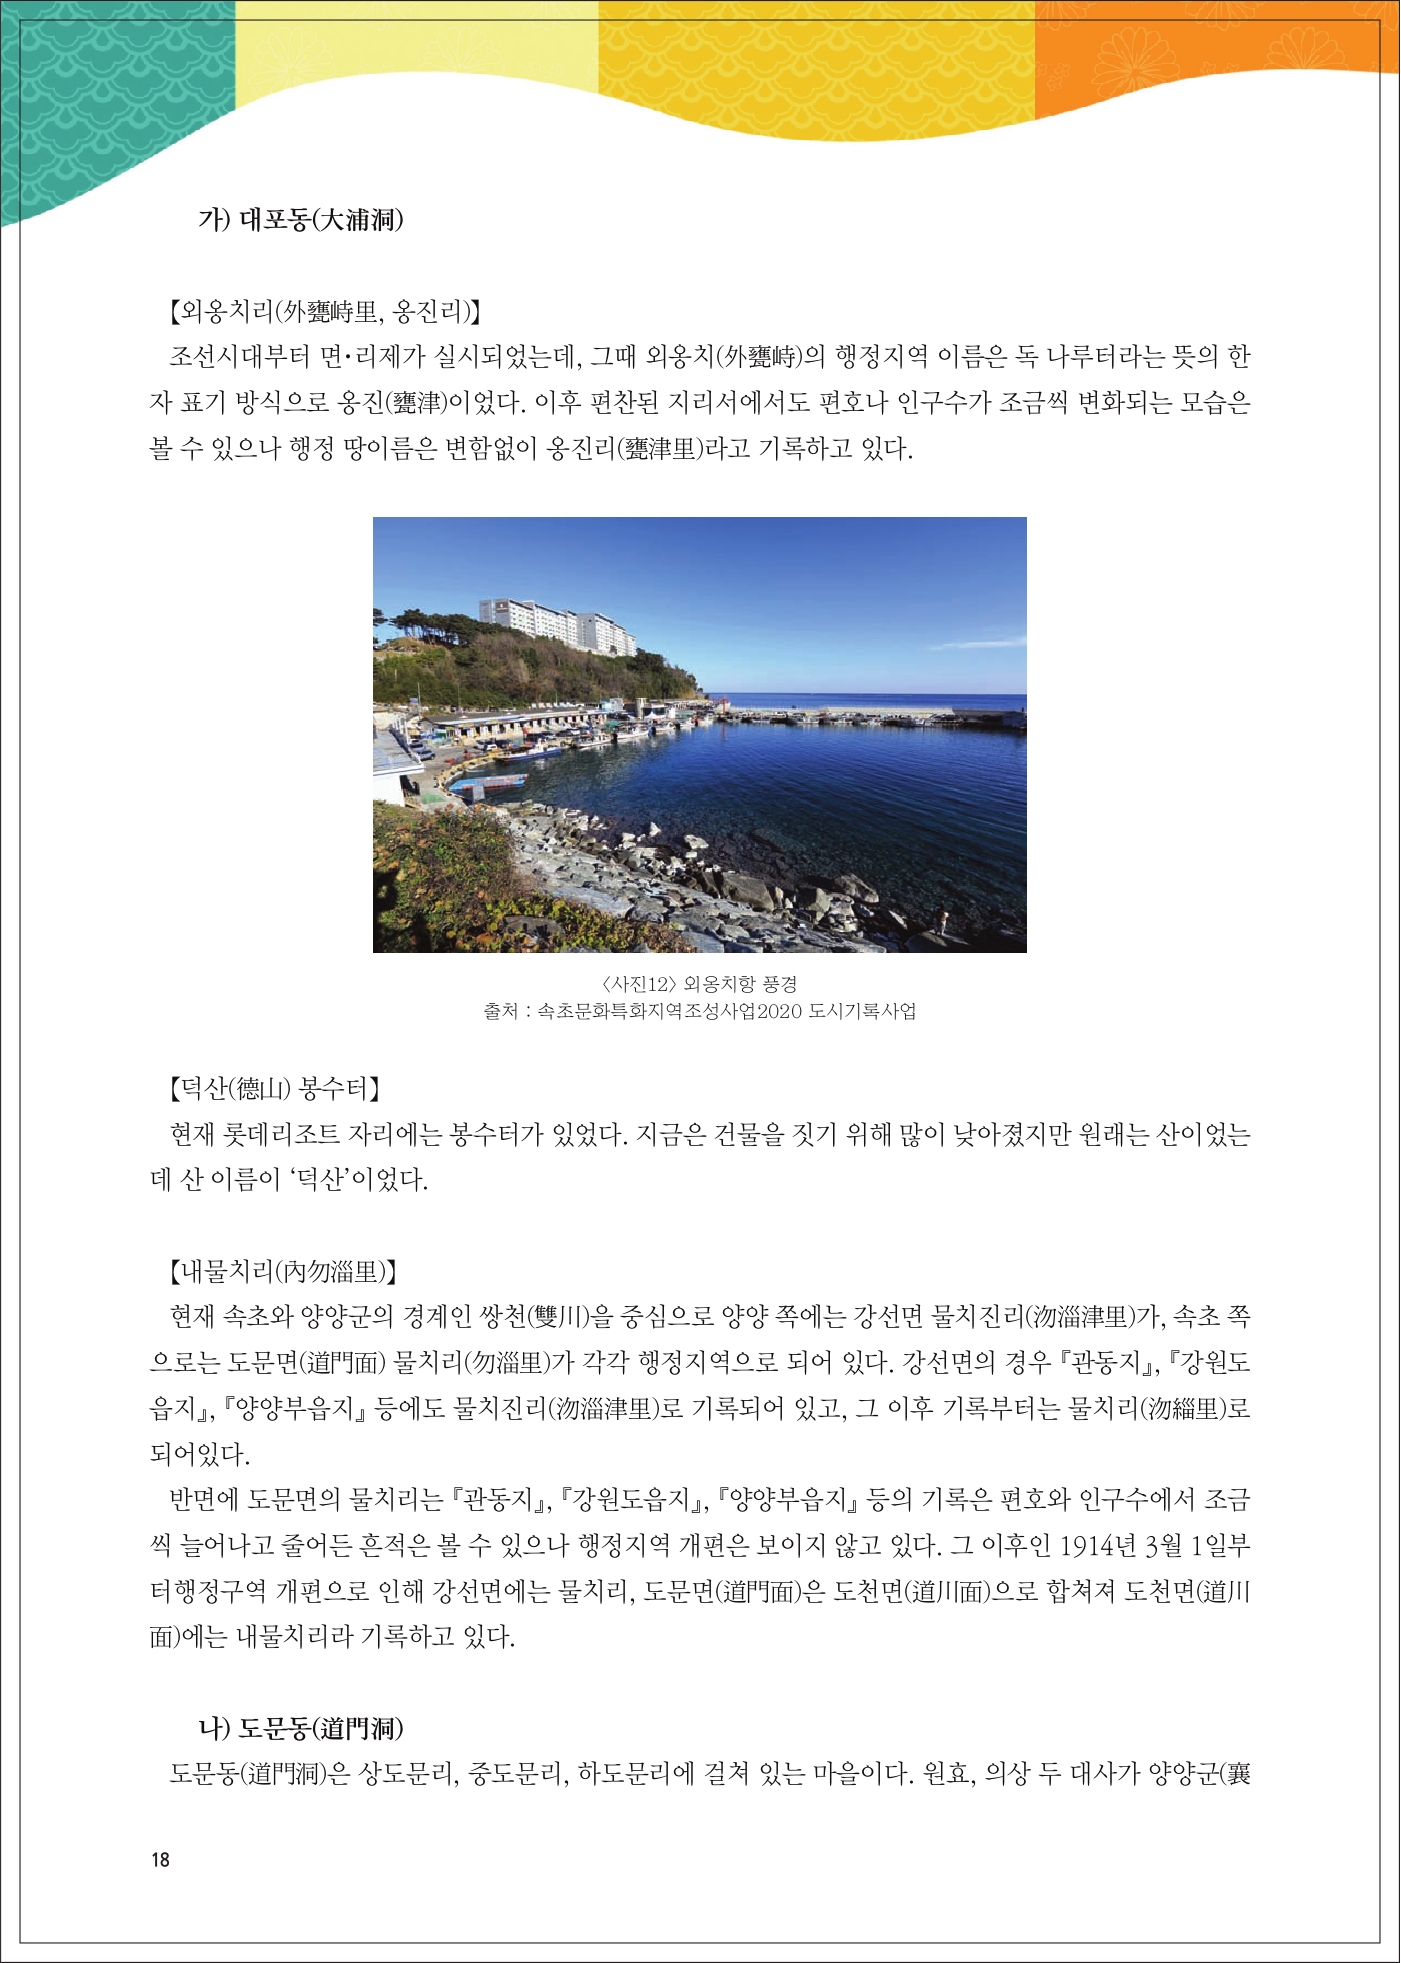 가) 대포동(大浦洞)
【외옹치리(外甕峙里, 옹진리)】
조선시대부터 면·리제가 실시되었는데, 그때 외옹치(外甕峙)의 행정지역 이름은 독 나루터라는 뜻의 한
자 표기 방식으로 옹진(甕津)이었다. 이후 편찬된 지리서에서도 편호나 인구수가 조금씩 변화되는 모습은
볼 수 있으나 행정 땅이름은 변함없이 옹진리(甕津里)라고 기록하고 있다.
〈사진12〉 외옹치항 풍경
출처 : 속초문화특화지역조성사업2020 도시기록사업
【덕산(德山) 봉수터】
현재 롯데리조트 자리에는 봉수터가 있었다. 지금은 건물을 짓기 위해 많이 낮아졌지만 원래는 산이었는
데 산 이름이 ‘덕산’이었다.
【내물치리(內勿淄里)】
현재 속초와 양양군의 경계인 쌍천(雙川)을 중심으로 양양 쪽에는 강선면 물치진리(沕淄津里)가, 속초 쪽
으로는 도문면(道門面) 물치리(勿淄里)가 각각 행정지역으로 되어 있다. 강선면의 경우 『관동지』, 『강원도
읍지』, 『양양부읍지』 등에도 물치진리(沕淄津里)로 기록되어 있고, 그 이후 기록부터는 물치리(沕緇里)로
되어있다.
반면에 도문면의 물치리는 『관동지』, 『강원도읍지』, 『양양부읍지』 등의 기록은 편호와 인구수에서 조금
씩 늘어나고 줄어든 흔적은 볼 수 있으나 행정지역 개편은 보이지 않고 있다. 그 이후인 1914년 3월 1일부
터행정구역 개편으로 인해 강선면에는 물치리, 도문면(道門面)은 도천면(道川面)으로 합쳐져 도천면(道川
面)에는 내물치리라 기록하고 있다.
나) 도문동(道門洞)
도문동(道門洞)은 상도문리, 중도문리, 하도문리에 걸쳐 있는 마을이다. 원효, 의상 두 대사가 양양군(襄
18